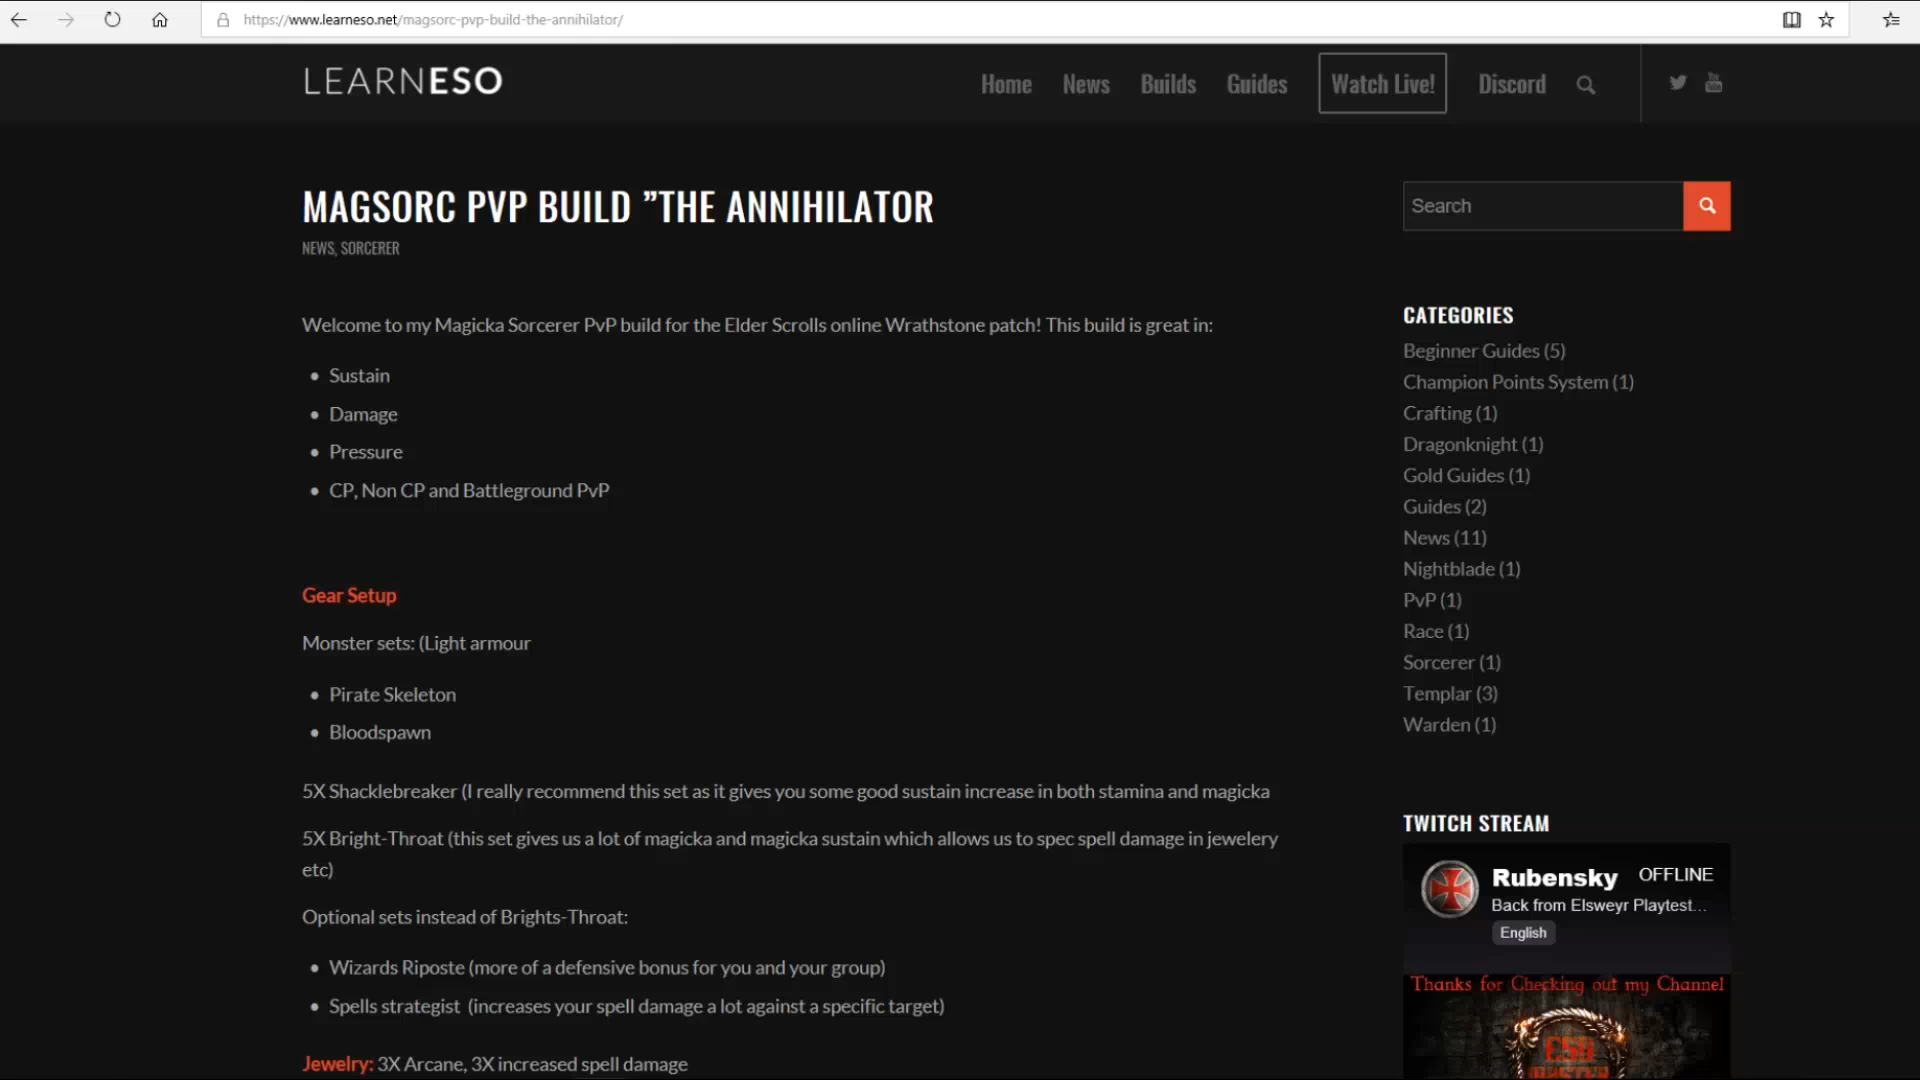 https://www.learneso.net/magsorc-pvp-build-the-annihilator/
LEARNESO
Home
News
Builds
Guides
Watch Live!
Discord
MAGSORC PVP BUILD ”THE ANNIHILATOR
NEWS, SORCERER
Welcome to my Magicka Sorcerer PvP build for the Elder Scrolls online Wrathstone patch! This build is great in:
Sustain
Damage
Pressure
CP, Non CP and Battleground PvP
Gear Setup
Monster sets: (Light armour
Pirate Skeleton
Bloodspawn
5X Shacklebreaker (I really recommend this set as it gives you some good sustain increase in both stamina and magicka
5X Bright-Throat (this set gives us a lot of magicka and magicka sustain which allows us to spec spell damage in jewelery
etc)
Optional sets instead of Brights-Throat:
Wizards Riposte (more of a defensive bonus for you and your group)
Spells strategist (increases your spell damage a lot against a specific target)
Jewelry: 3X Arcane, 3X increased spell damage
Search
CATEGORIES
Beginner Guides (5)
Champion Points System (1)
Crafting (1)
Dragonknight (1)
Gold Guides (1)
Guides (2)
News (11)
Nightblade (1)
PvP (1)
Race (1)
Sorcerer (1)
Templar (3)
Warden (1)
TWITCH STREAM
Rubensky OFFLINE
Back from Elsweyr Playtest...
English
Thanks for Checking out my Channel
ESO